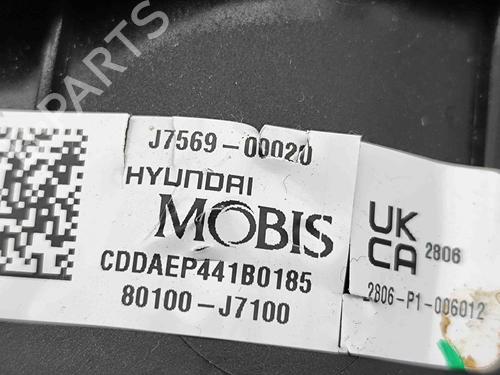 PARTS
J7569-00020
HYUNDAI
MOBIS
CDDAEP441B0185
80100-J7100
UK
CA
2806
2806-P1-006012